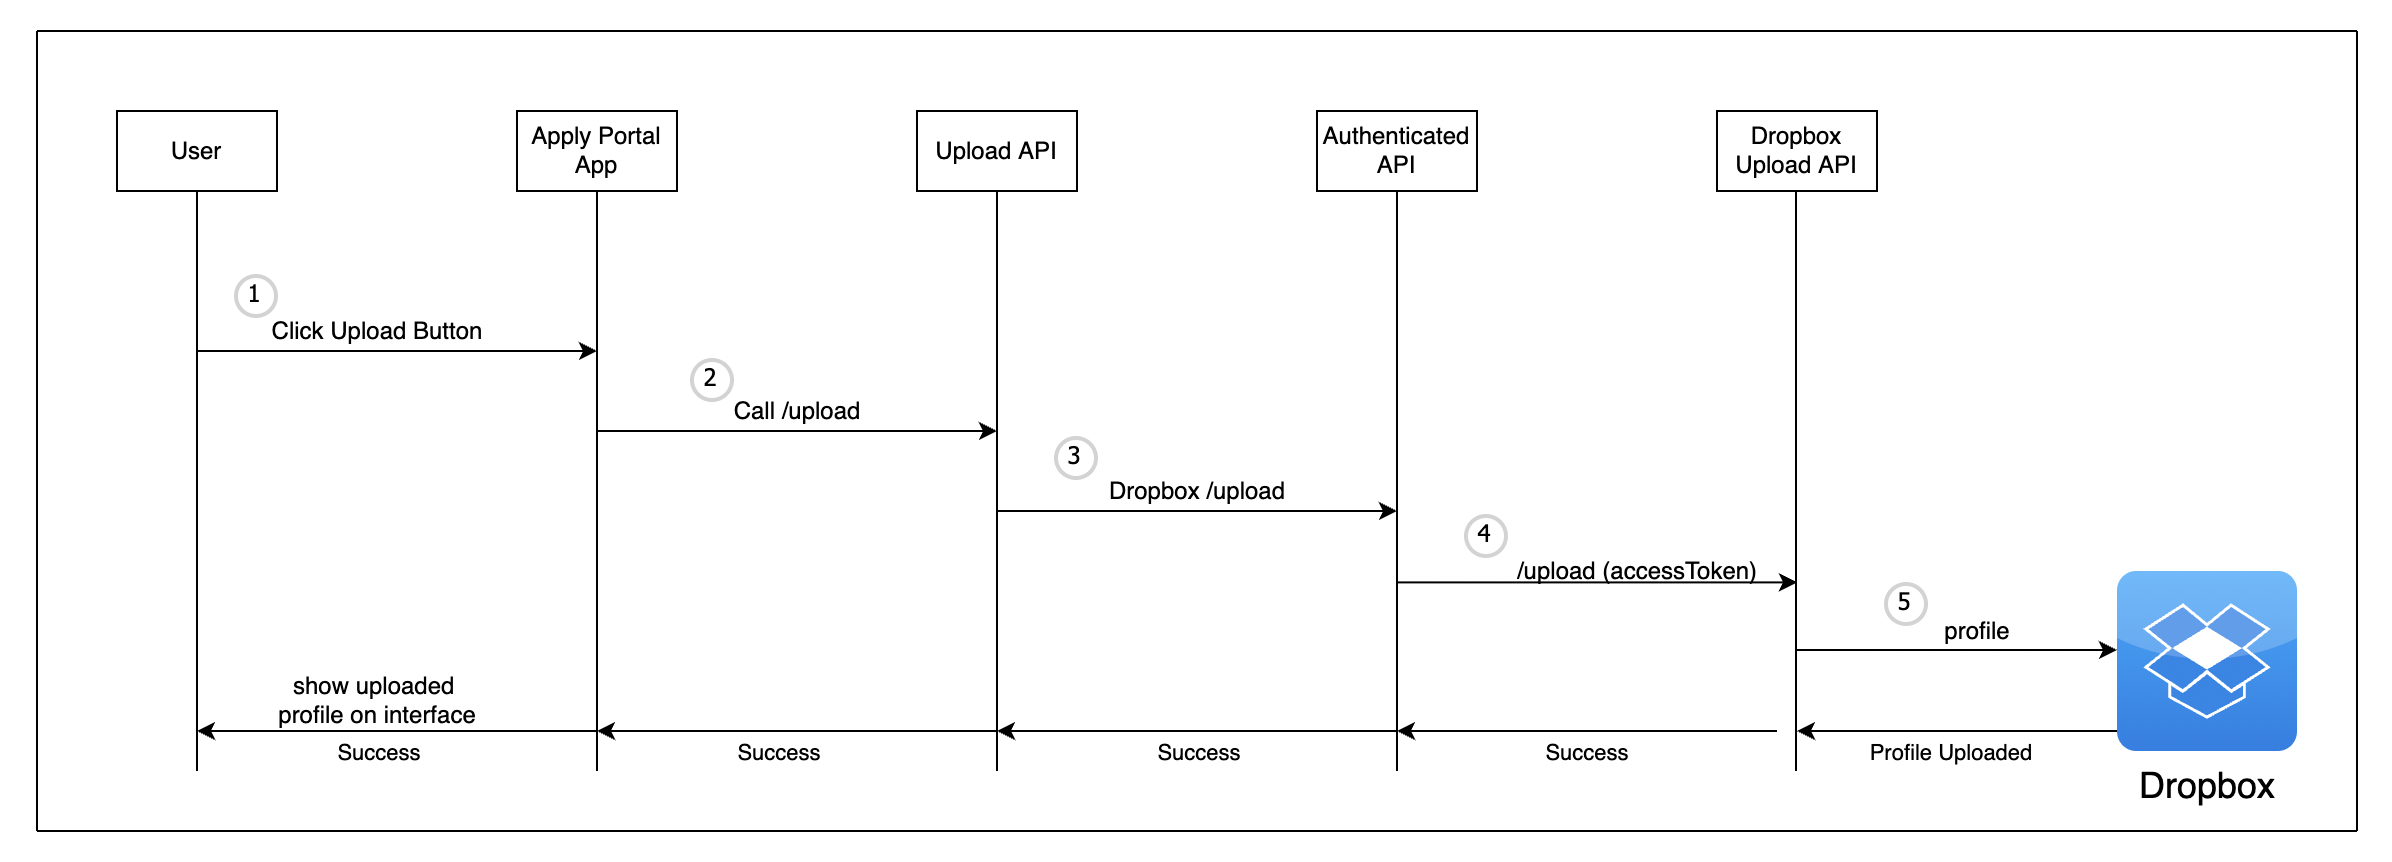 User
Apply Portal
App
Upload API
Authenticated
API
Dropbox
Upload API
1
Click Upload Button
2
Call /upload
3
Dropbox /upload
4
/upload (accessToken)
5
profile
show uploaded
profile on interface
Success
Success
Success
Success
Profile Uploaded
Dropbox